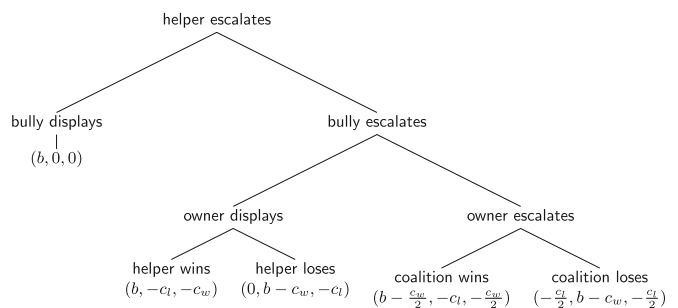 helper escalates
bully displays bully escalates
(b, 0, 0)
owner displays owner escalates
helper wins helper loses coalition wins coalition loses
(b, −c_l, −c_w) (0, b − c_w, −c_l) (b − c_w/2, −c_l, −c_w/2) (−c_l/2, b − c_w, −c_l/2)